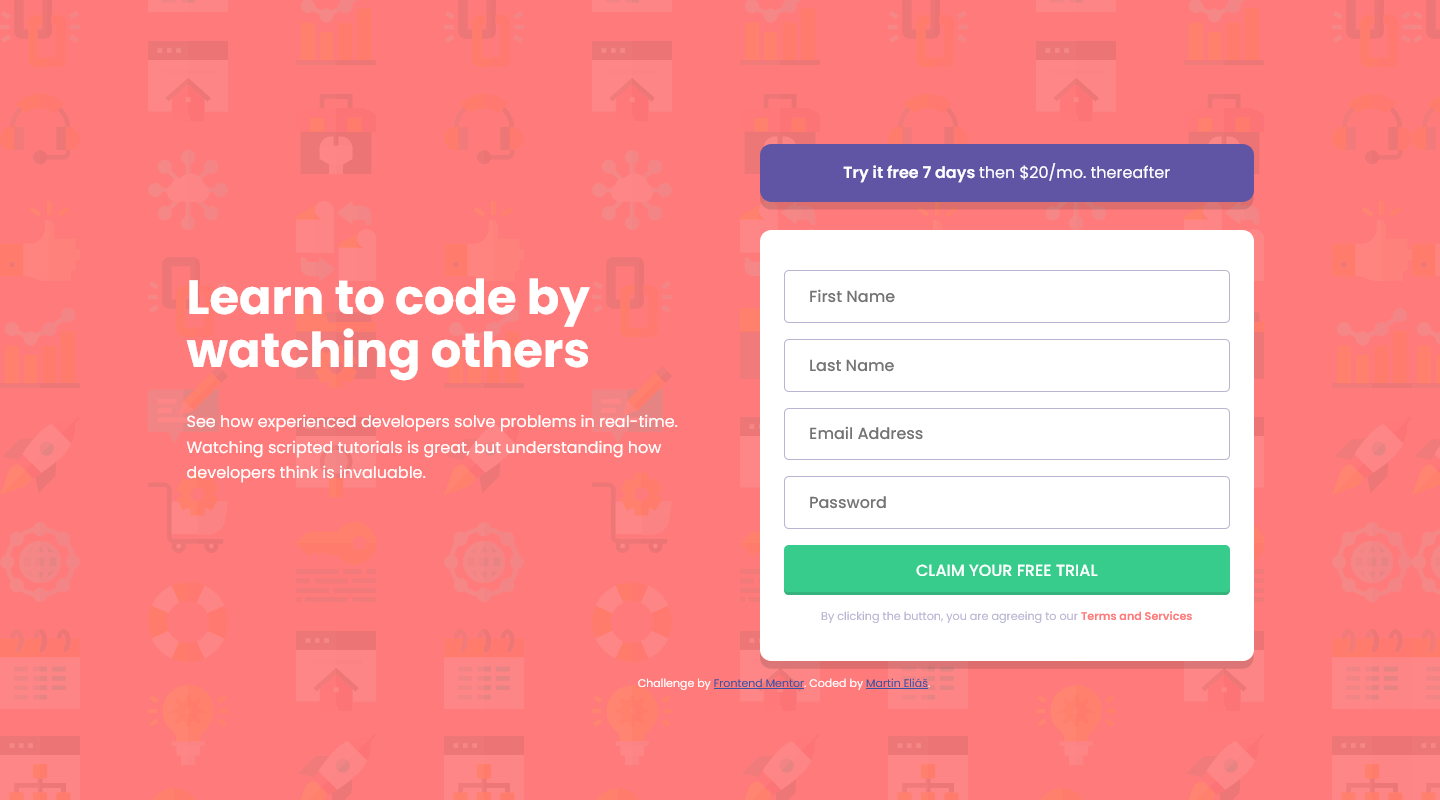 Learn to code by
watching others
See how experienced developers solve problems in real-time.
Watching scripted tutorials is great, but understanding how
developers think is invaluable.
Try it free 7 days then $20/mo. thereafter
First Name
Last Name
Email Address
Password
CLAIM YOUR FREE TRIAL
By clicking the button, you are agreeing to our Terms and Services
Challenge by Frontend Mentor. Coded by Martin Eliáš.